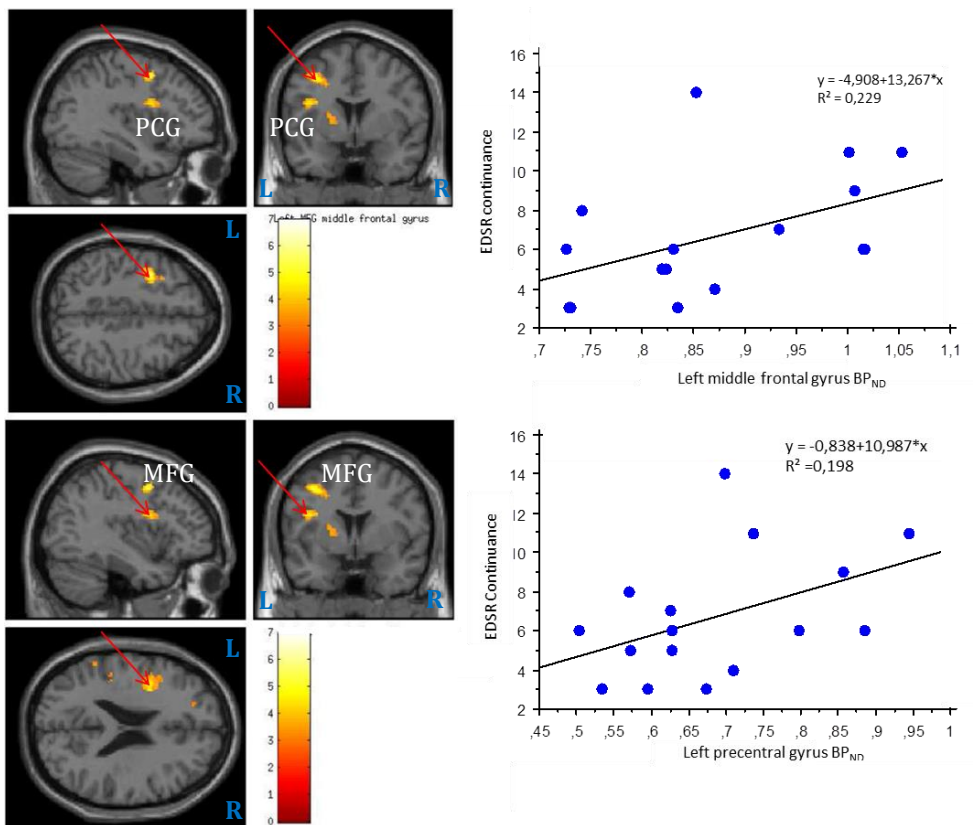 PCG
PCG
L
R
L
R
7Left MFG middle frontal gyrus
6
5
4
3
2
1
0
EDSR continuance
16
14
12
10
8
6
4
2
y = -4,908+13,267*x
R² = 0,229
,7 ,75 ,8 ,85 ,9 ,95 1 1,05 1,1
Left middle frontal gyrus BPND
MFG
MFG
L
R
L
R
7
6
5
4
3
2
1
0
EDSR Continuance
16
14
12
10
8
6
4
2
y = -0,838+10,987*x
R² =0,198
,45 ,5 ,55 ,6 ,65 ,7 ,75 ,8 ,85 ,9 ,95 1
Left precentral gyrus BPND